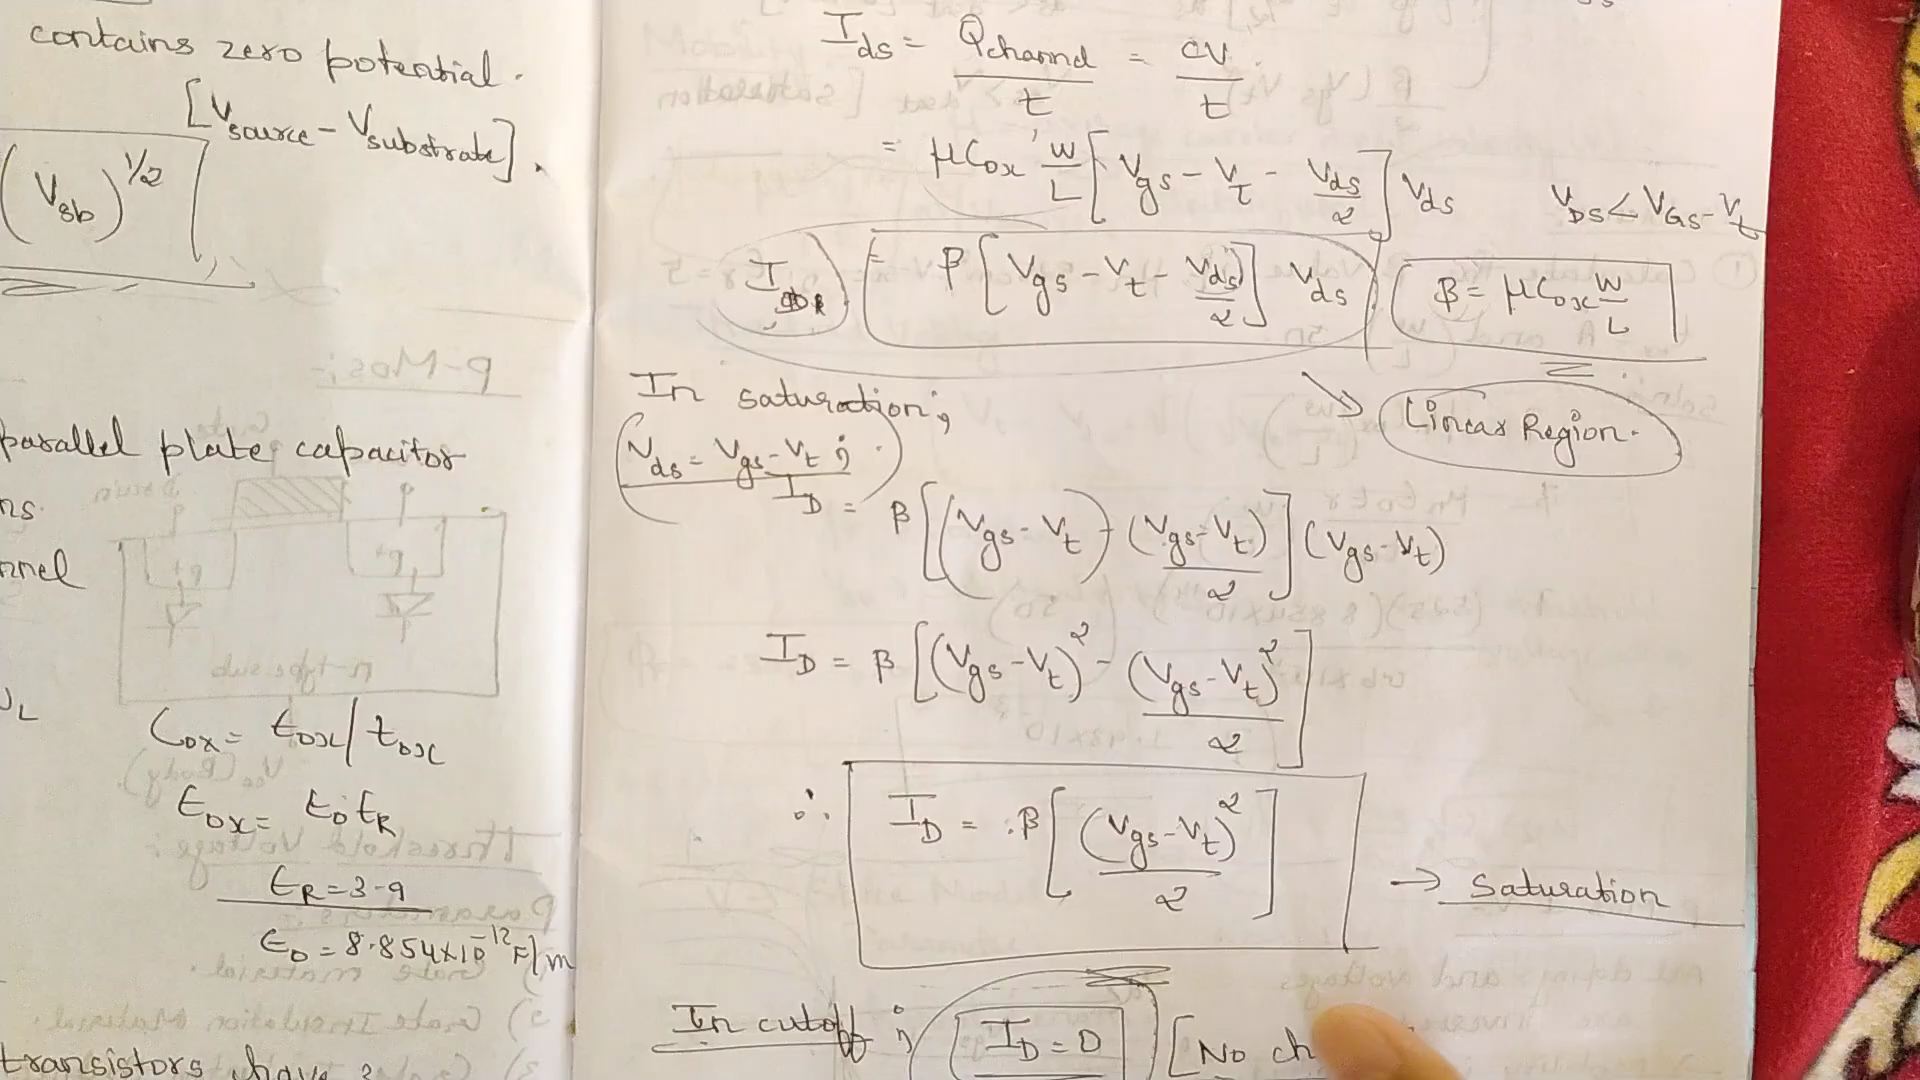 contains zero potential.
[Vsource - Vsubstrate].
(Vsb)^1/2
parallel plate capacitor
Cox = ϵox/tox
ϵox = ϵ0 ϵR
ϵR = 3.9
ϵ0 = 8.854x10^-12 F/m
transistors have 3
Ids = Qchannel/t = CV/t
= μCox W/L [Vgs - Vt - Vds/2] Vds VDS < VGS - Vt
= β[Vgs - Vt - Vds/2] Vds β = μCox W/L
Linear Region.
In saturation;
Vds = Vgs - Vt ;
ID = β[(Vgs - Vt) - (Vgs - Vt)/2] (Vgs - Vt)
ID = β[(Vgs - Vt)^2 - (Vgs - Vt)^2/2]
∴ ID = β[(Vgs - Vt)^2/2] → saturation
In cutoff ; ID = 0 [No ch